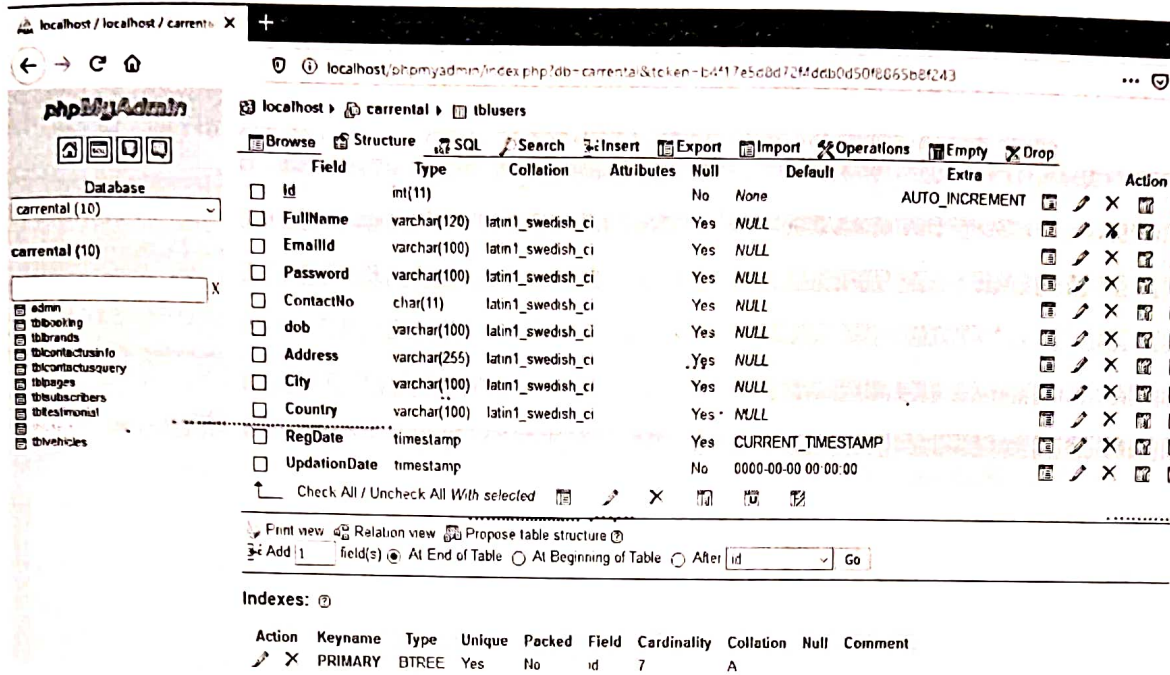 localhost / localhost / carrenta X +
localhost/phpmyadmin/index.php?db=carrental&token=
phpMyAdmin
Database
carrental (10)
carrental (10)
X
admin
tblbooking
tblbrands
tblcontactusinfo
tblcontactusquery
tblpages
tblsubscribers
tbltestimonial
tblvehicles
localhost ▸ carrental ▸ tblusers
Browse Structure SQL Search Insert Export Import Operations Empty Drop
Field Type Collation Attributes Null Default Extra Action
id int(11) No None AUTO_INCREMENT
FullName varchar(120) latin1_swedish_ci Yes NULL
EmailId varchar(100) latin1_swedish_ci Yes NULL
Password varchar(100) latin1_swedish_ci Yes NULL
ContactNo char(11) latin1_swedish_ci Yes NULL
dob varchar(100) latin1_swedish_ci Yes NULL
Address varchar(255) latin1_swedish_ci Yes NULL
City varchar(100) latin1_swedish_ci Yes NULL
Country varchar(100) latin1_swedish_ci Yes NULL
RegDate timestamp Yes CURRENT_TIMESTAMP
UpdationDate timestamp No 0000-00-00 00:00:00
Check All / Uncheck All With selected
Print view Relation view Propose table structure
Add 1 field(s) At End of Table At Beginning of Table After id Go
Indexes:
Action Keyname Type Unique Packed Field Cardinality Collation Null Comment
PRIMARY BTREE Yes No id 7 A